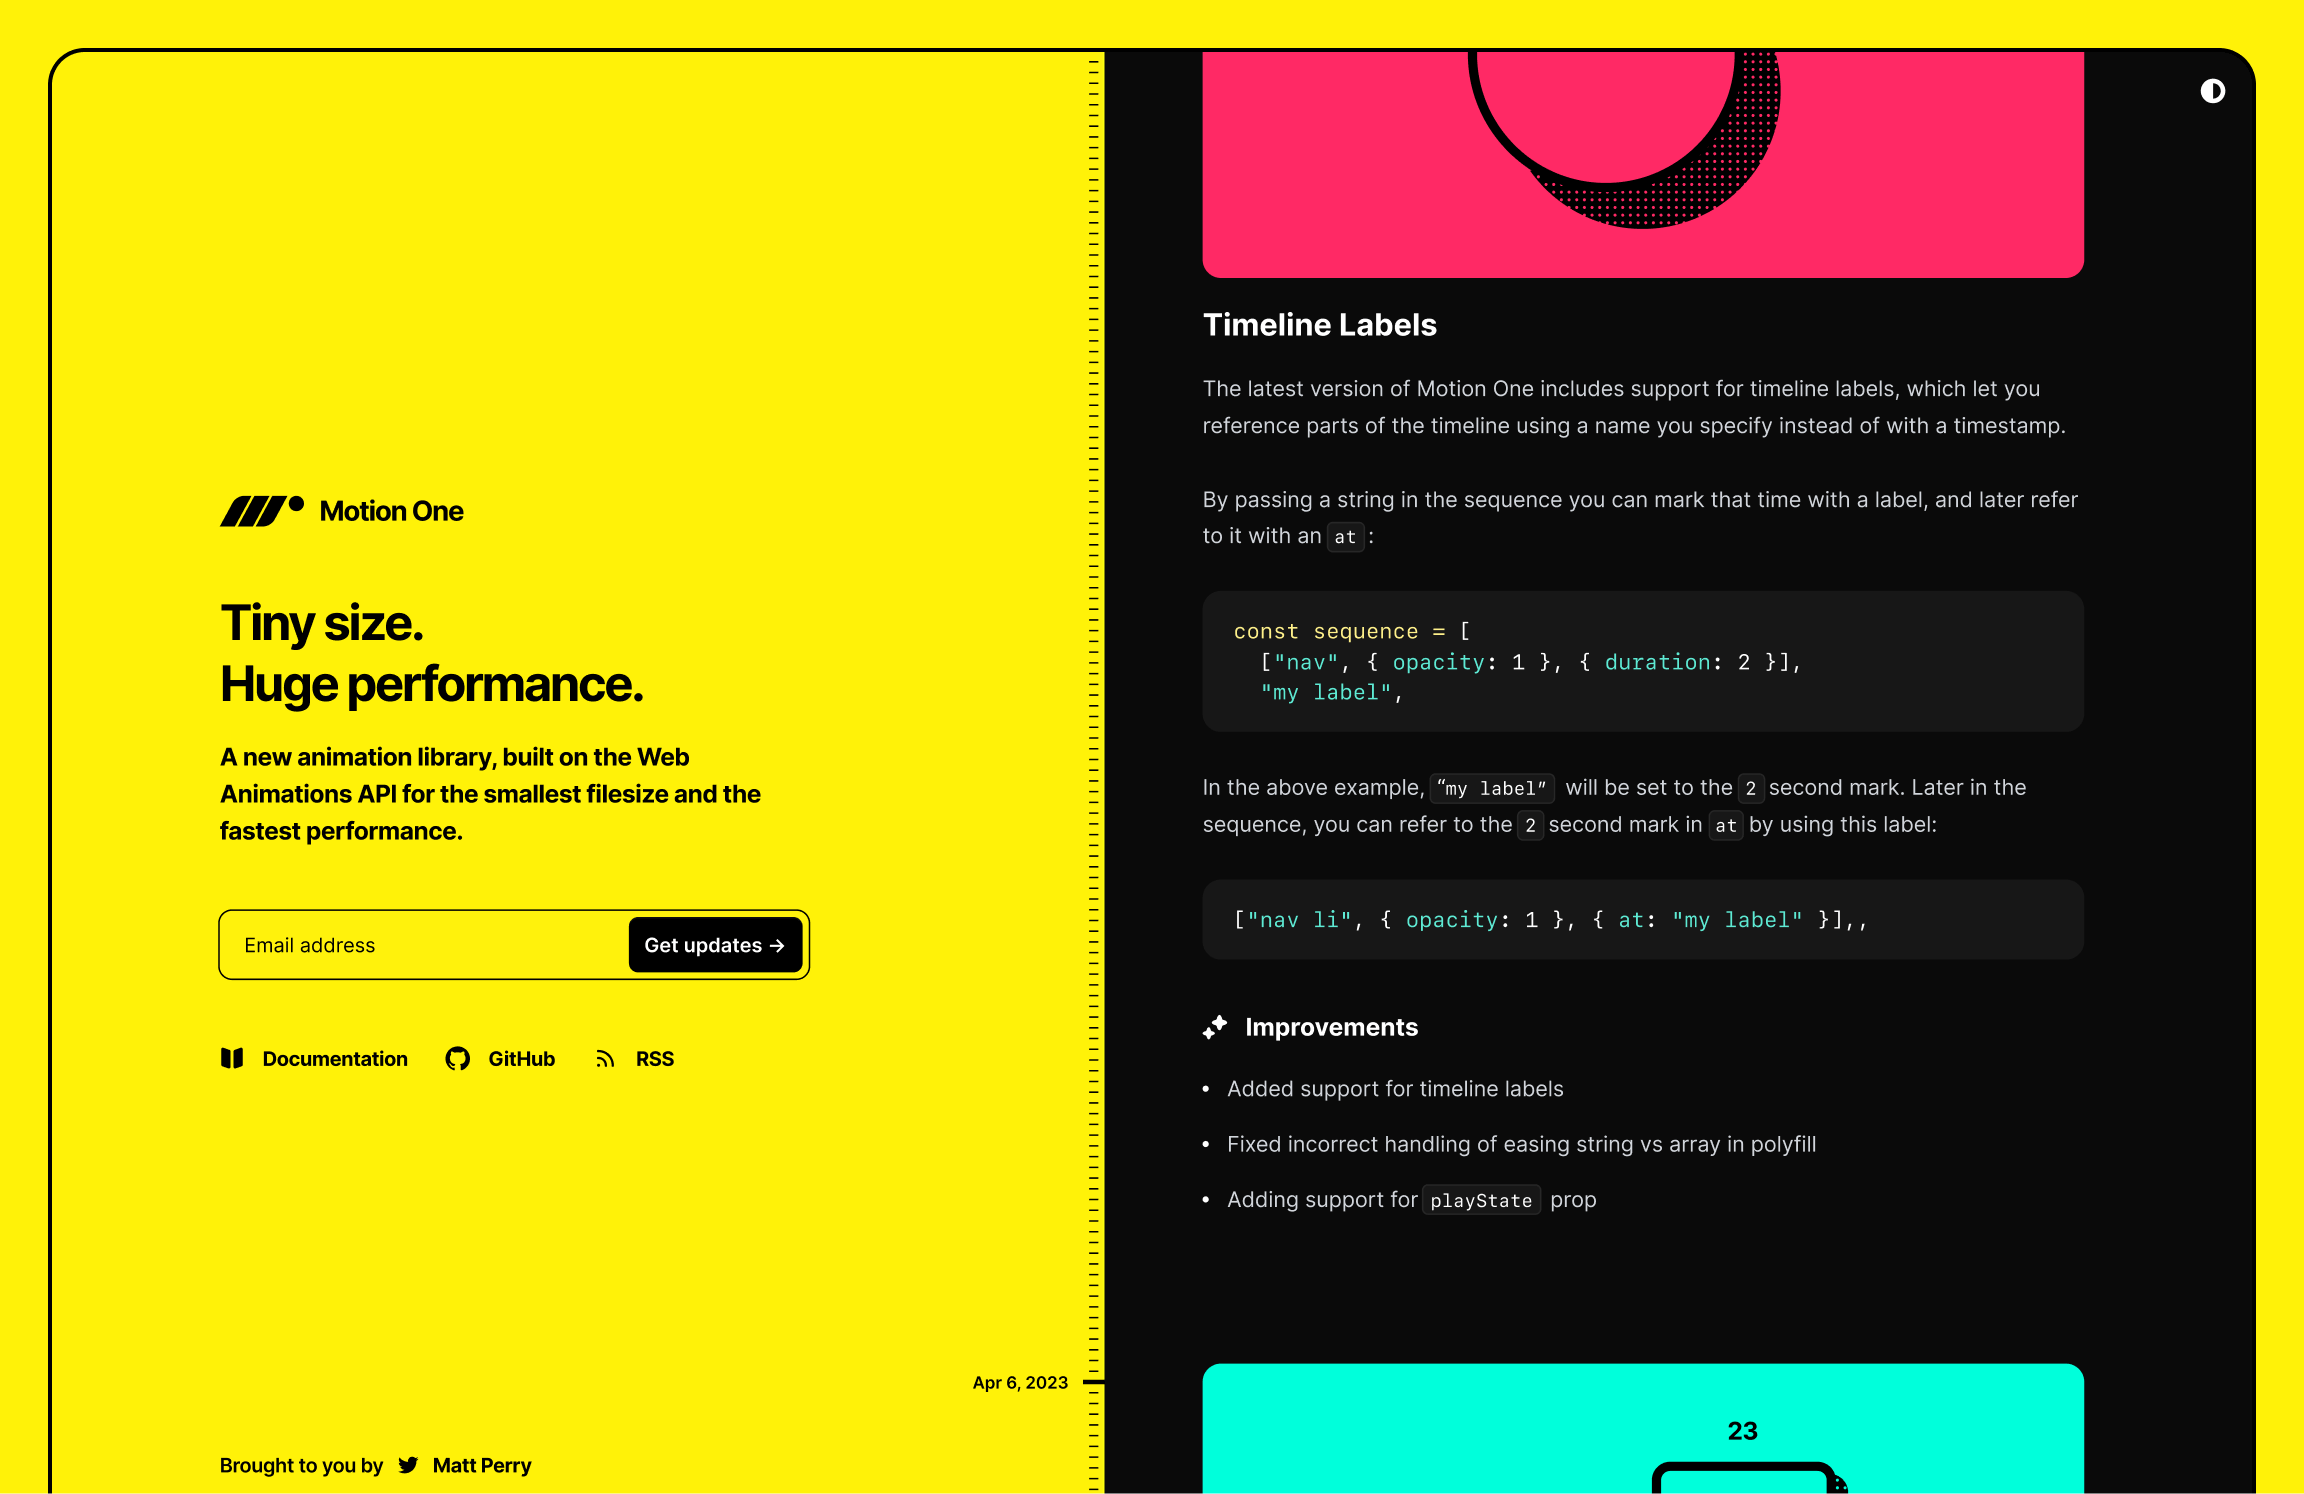 Motion One
Tiny size.
Huge performance.
A new animation library, built on the Web
Animations API for the smallest filesize and the
fastest performance.
Email address
Get updates →
Documentation
GitHub
RSS
Apr 6, 2023
Brought to you by Matt Perry
Timeline Labels
The latest version of Motion One includes support for timeline labels, which let you
reference parts of the timeline using a name you specify instead of with a timestamp.
By passing a string in the sequence you can mark that time with a label, and later refer
to it with an at :
const sequence = [
  ["nav", { opacity: 1 }, { duration: 2 }],
  "my label",
In the above example, “my label” will be set to the 2 second mark. Later in the
sequence, you can refer to the 2 second mark in at by using this label:
["nav li", { opacity: 1 }, { at: "my label" }],,
Improvements
• Added support for timeline labels
• Fixed incorrect handling of easing string vs array in polyfill
• Adding support for playState prop
23